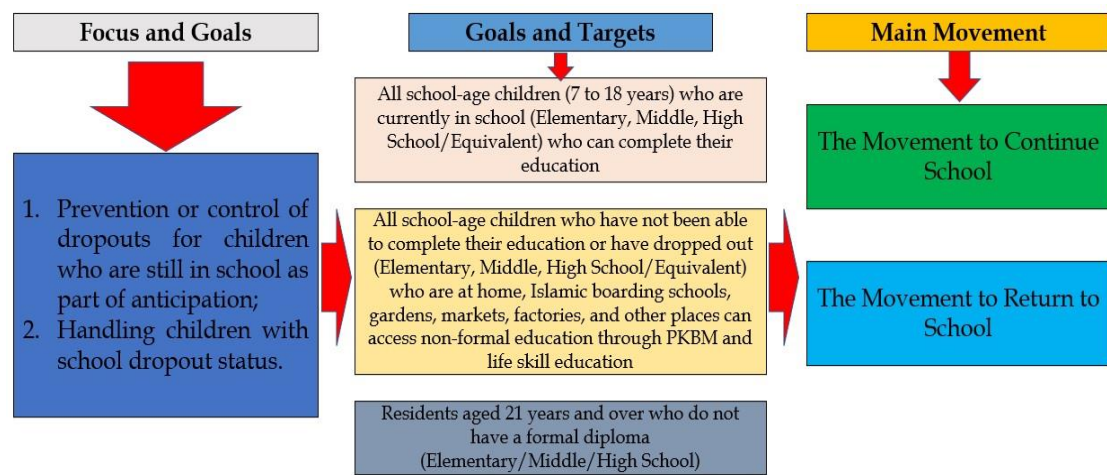 Focus and Goals
1. Prevention or control of
dropouts for children
who are still in school as
part of anticipation;
2. Handling children with
school dropout status.
Goals and Targets
All school-age children (7 to 18 years) who are
currently in school (Elementary, Middle, High
School/Equivalent) who can complete their
education
All school-age children who have not been able
to complete their education or have dropped out
(Elementary, Middle, High School/Equivalent)
who are at home, Islamic boarding schools,
gardens, markets, factories, and other places can
access non-formal education through PKBM and
life skill education
Residents aged 21 years and over who do not
have a formal diploma
(Elementary/Middle/High School)
Main Movement
The Movement to Continue
School
The Movement to Return to
School